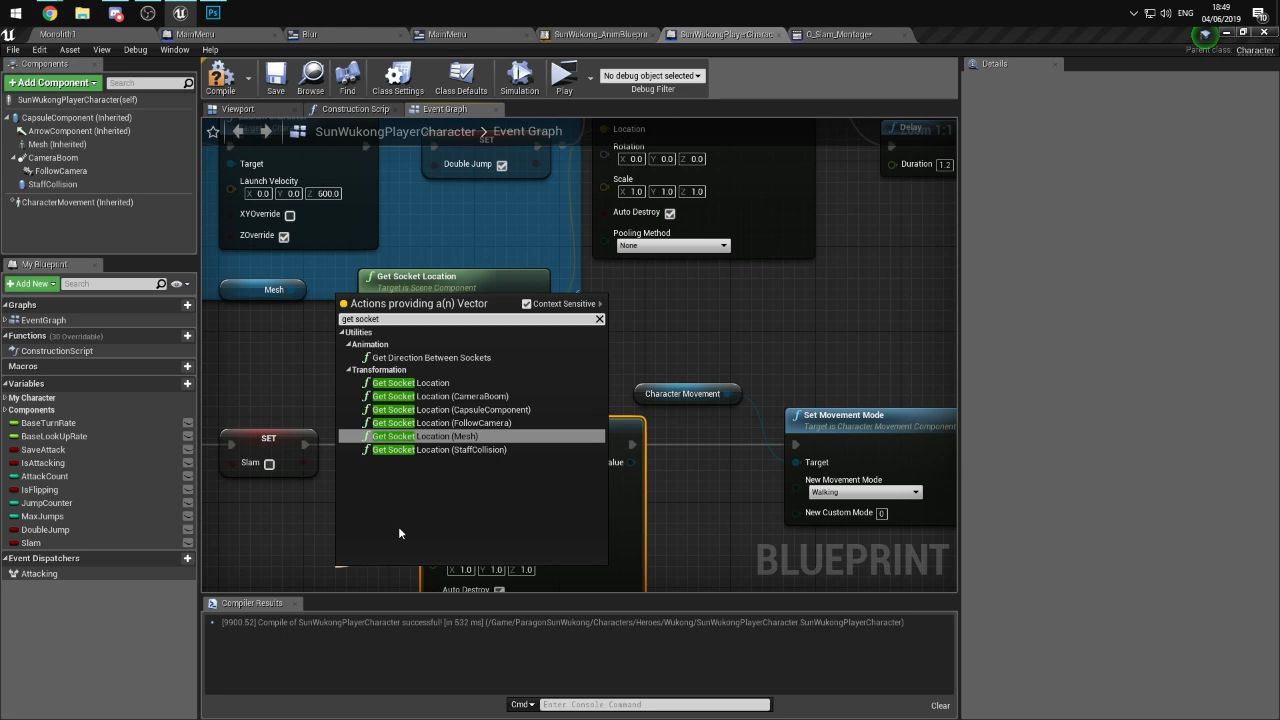 18:49
ENG
04/06/2019
Monolith1
MainMenu
Blur
MainMenu
SunWukong_AnimBlueprin
SunWukongPlayerCharac
Q_Slam_Montage*
File Edit Asset View Debug Window Help
Parent Class: Character
Components
Details
+Add Component
Search
SunWukongPlayerCharacter(self)
CapsuleComponent (Inherited)
ArrowComponent (Inherited)
Mesh (Inherited)
CameraBoom
FollowCamera
StaffCollision
CharacterMovement (Inherited)
Compile Save Browse Find Class Settings Class Defaults Simulation Play
No debug object selected
Debug Filter
Viewport
Construction Scrip
Event Graph
SunWukongPlayerCharacter > Event Graph
Zoom 1:1
Target
Launch Velocity
X 0.0 Y 0.0 Z 600.0
XYOverride
ZOverride
SET
Double Jump
Location
Rotation
X 0.0 Y 0.0 Z 0.0
Scale
X 1.0 Y 1.0 Z 1.0
Auto Destroy
Pooling Method
None
Delay
Duration 1.2
My Blueprint
+Add New
Search
Graphs
EventGraph
Functions (30 Overridable)
ConstructionScript
Macros
Variables
My Character
Components
BaseTurnRate
BaseLookUpRate
SaveAttack
IsAttacking
AttackCount
IsFlipping
JumpCounter
MaxJumps
DoubleJump
Slam
Event Dispatchers
Attacking
Mesh
Get Socket Location
Target is Scene Component
Actions providing a(n) Vector
Context Sensitive
get socket
Utilities
Animation
Get Direction Between Sockets
Transformation
Get Socket Location
Get Socket Location (CameraBoom)
Get Socket Location (CapsuleComponent)
Get Socket Location (FollowCamera)
Get Socket Location (Mesh)
Get Socket Location (StaffCollision)
SET
Slam
alue
X 1.0 Y 1.0 Z 1.0
Auto Destroy
Character Movement
Set Movement Mode
Target is Character Movement Component
Target
New Movement Mode
Walking
New Custom Mode 0
BLUEPRINT
Compiler Results
[9900.52] Compile of SunWukongPlayerCharacter successful! [in 532 ms] (/Game/ParagonSunWukong/Characters/Heroes/Wukong/SunWukongPlayerCharacter.SunWukongPlayerCharacter)
Cmd
Enter Console Command
Clear